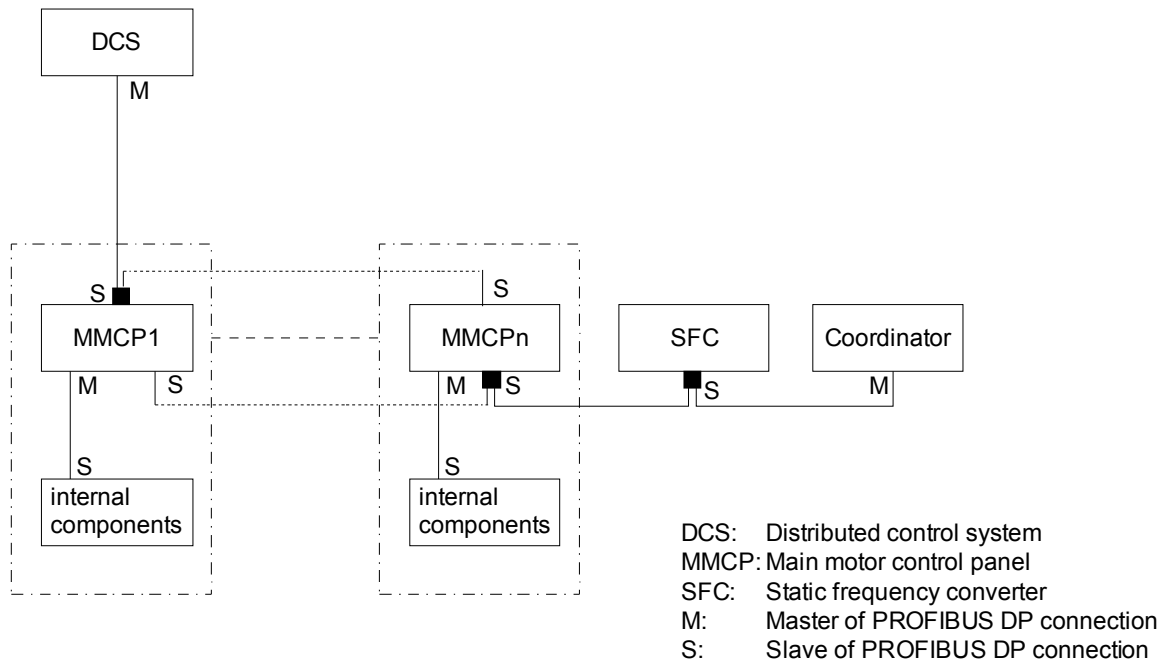 DCS
M
S
S
MMCP1
MMCPn
SFC
Coordinator
M
S
M
S
S
M
S
S
internal
components
internal
components
DCS: Distributed control system
MMCP: Main motor control panel
SFC: Static frequency converter
M: Master of PROFIBUS DP connection
S: Slave of PROFIBUS DP connection